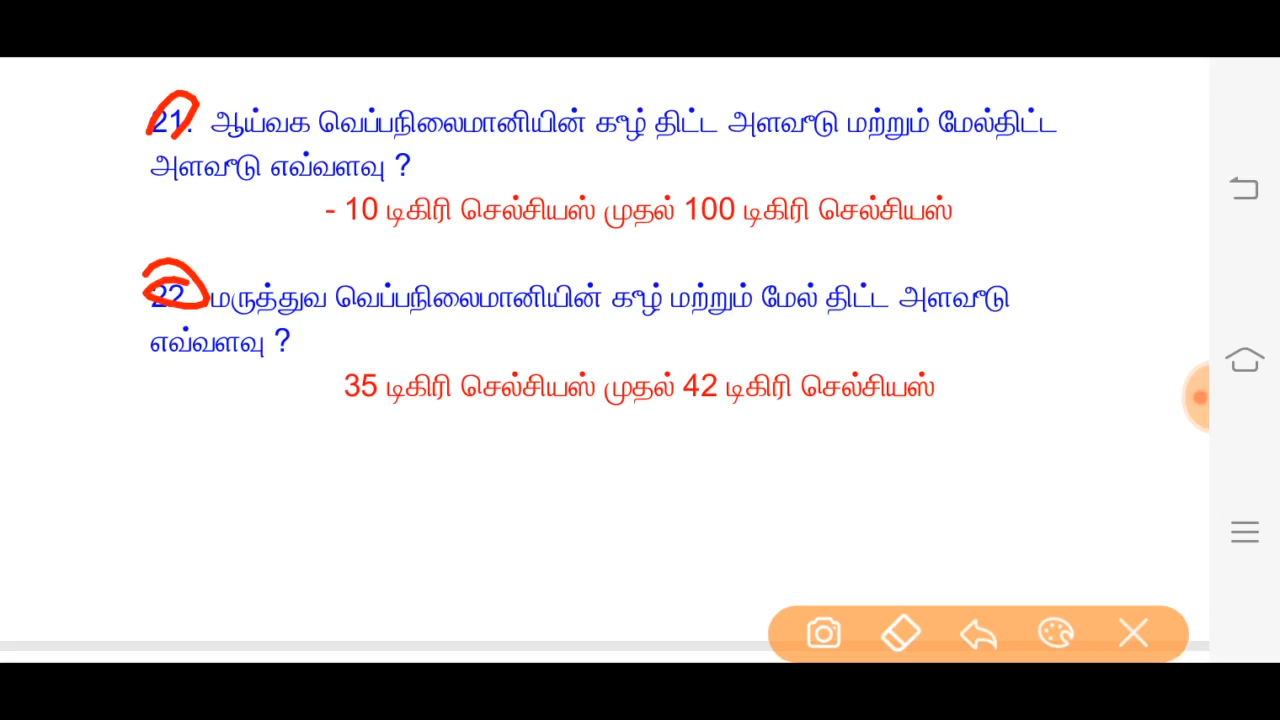 21. ஆய்வக வெப்பநிலைமானியின் கீழ் திட்ட அளவீடு மற்றும் மேல்திட்ட
அளவீடு எவ்வளவு ?
- 10 டிகிரி செல்சியஸ் முதல் 100 டிகிரி செல்சியஸ்
22. மருத்துவ வெப்பநிலைமானியின் கீழ் மற்றும் மேல் திட்ட அளவீடு
எவ்வளவு ?
35 டிகிரி செல்சியஸ் முதல் 42 டிகிரி செல்சியஸ்